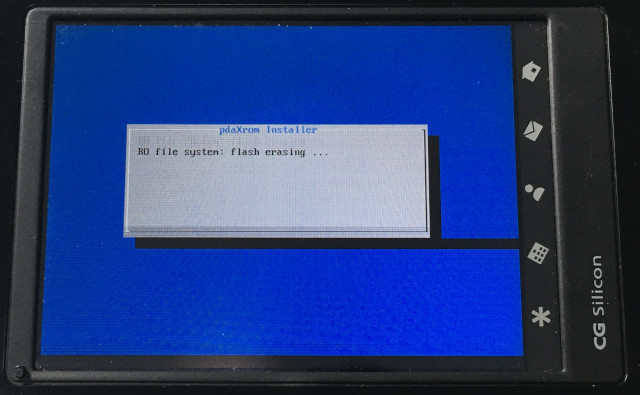 pdaXrom Installer
RO file system: flash erasing ...
CG Silicon